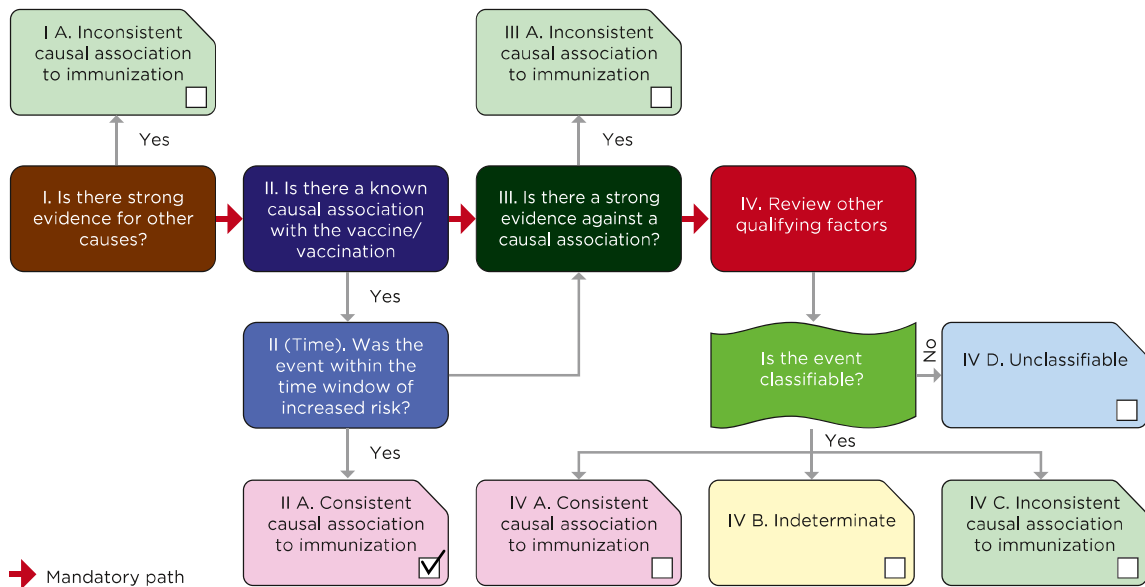 I A. Inconsistent
causal association
to immunization
III A. Inconsistent
causal association
to immunization
Yes
Yes
I. Is there strong
evidence for other
causes?
II. Is there a known
causal association
with the vaccine/
vaccination
III. Is there a strong
evidence against a
causal association?
IV. Review other
qualifying factors
Yes
II (Time). Was the
event within the
time window of
increased risk?
Is the event
classifiable?
No
IV D. Unclassifiable
Yes
Yes
II A. Consistent
causal association
to immunization
IV A. Consistent
causal association
to immunization
IV B. Indeterminate
IV C. Inconsistent
causal association
to immunization
Mandatory path